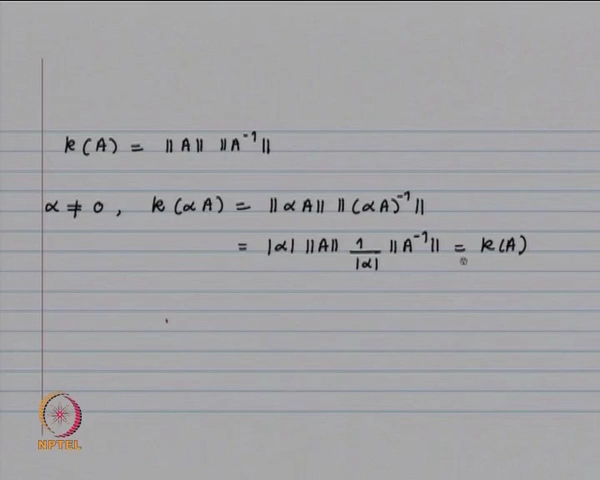 k(A) = ||A|| ||A⁻¹||
α ≠ 0, k(αA) = ||αA|| ||(αA)⁻¹||
= |α| ||A|| 1/|α| ||A⁻¹|| = k(A)
NPTEL